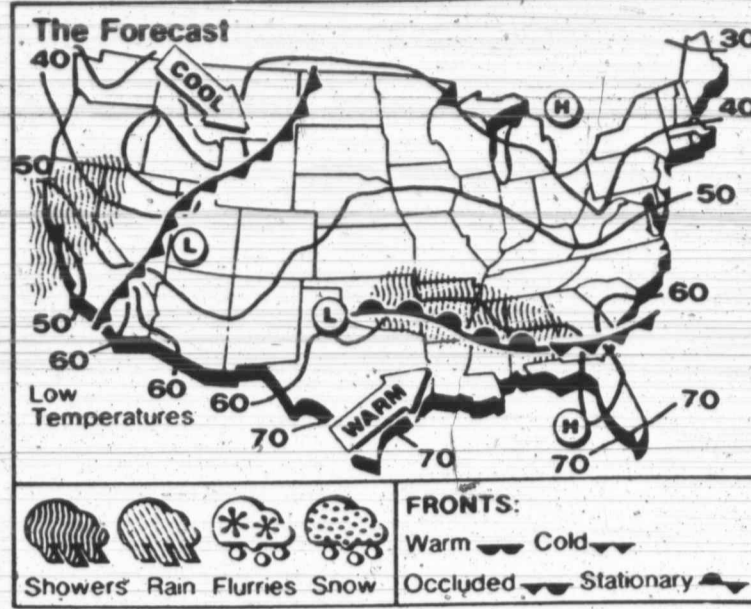 The Forecast
40
COOL
H
30
40
50
50
L
50
L
60
60
60
60
Low
Temperatures
WARM
70
70
H
70
70
Showers Rain Flurries Snow
FRONTS:
Warm Cold
Occluded Stationary